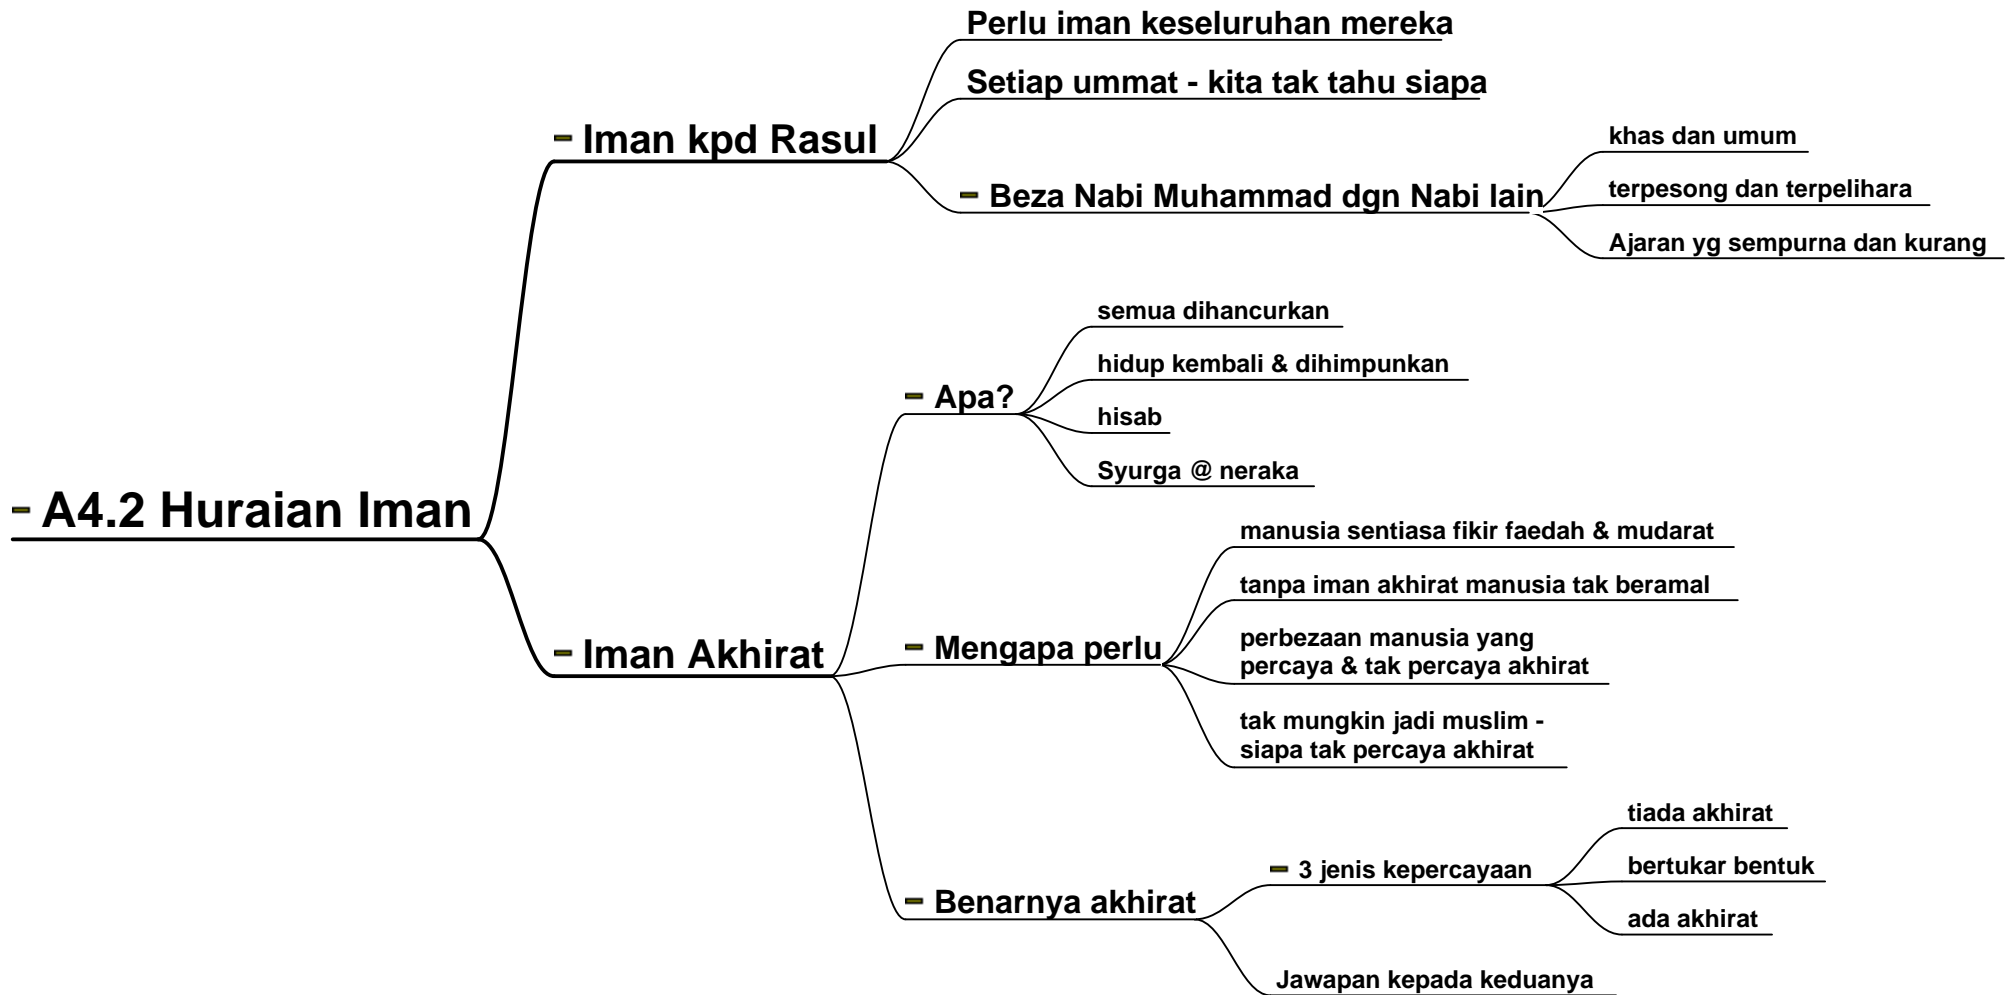 A4.2 Huraian Iman
Iman kpd Rasul
Perlu iman keseluruhan mereka
Setiap ummat - kita tak tahu siapa
Beza Nabi Muhammad dgn Nabi lain
khas dan umum
terpesong dan terpelihara
Ajaran yg sempurna dan kurang
Iman Akhirat
Apa?
semua dihancurkan
hidup kembali & dihimpunkan
hisab
Syurga @ neraka
Mengapa perlu
manusia sentiasa fikir faedah & mudarat
tanpa iman akhirat manusia tak beramal
perbezaan manusia yang
percaya & tak percaya akhirat
tak mungkin jadi muslim -
siapa tak percaya akhirat
Benarnya akhirat
3 jenis kepercayaan
tiada akhirat
bertukar bentuk
ada akhirat
Jawapan kepada keduanya